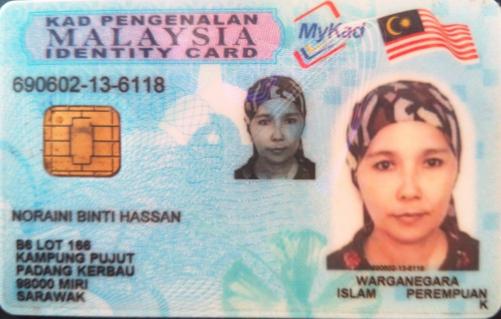 KAD PENGENALAN
MALAYSIA
IDENTITY CARD
MyKad
690602-13-6118
NORAINI BINTI HASSAN
B6 LOT 166
KAMPUNG PUJUT
PADANG KERBAU
98000 MIRI
SARAWAK
690602-13-6118
WARGANEGARA
ISLAM PEREMPUAN
K